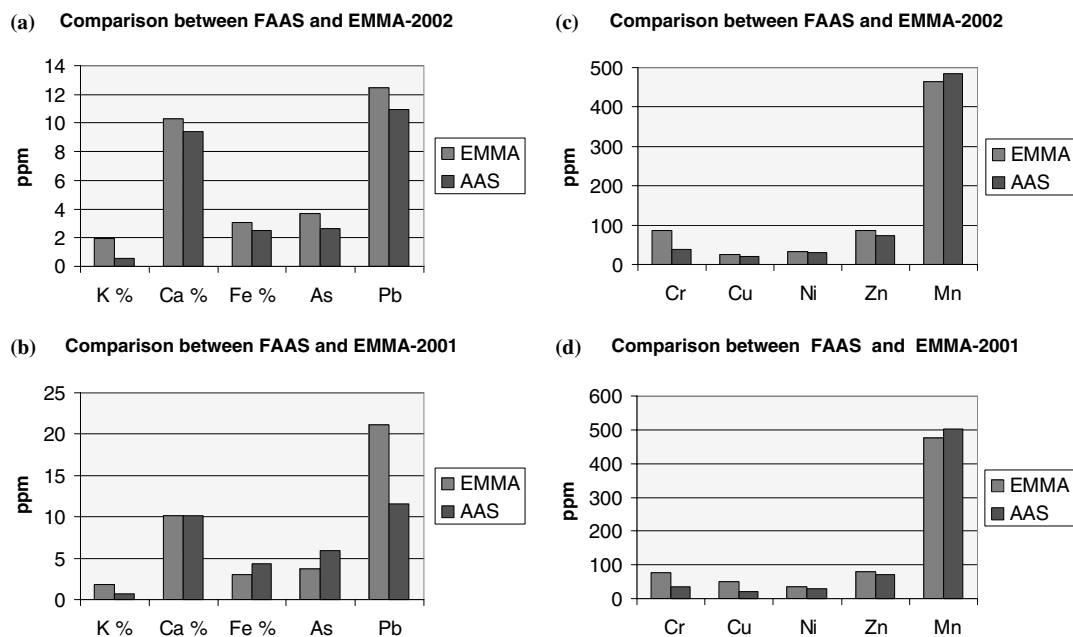 (a) Comparison between FAAS and EMMA-2002
14
12
10
8
6
4
2
0
ppm
K % Ca % Fe % As Pb
EMMA
AAS
(c) Comparison between FAAS and EMMA-2002
500
400
300
200
100
0
ppm
Cr Cu Ni Zn Mn
EMMA
AAS
(b) Comparison between FAAS and EMMA-2001
25
20
15
10
5
0
ppm
K % Ca % Fe % As Pb
EMMA
AAS
(d) Comparison between FAAS and EMMA-2001
600
500
400
300
200
100
0
ppm
Cr Cu Ni Zn Mn
EMMA
AAS